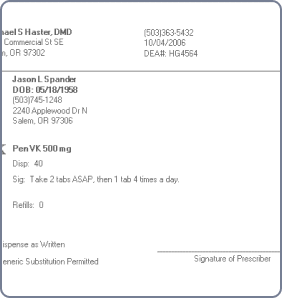 S Haster, DMD
(503)363-5432
Commercial St SE
10/04/2006
OR 97302
DEA#: HG4564
Jason L Spander
DOB: 05/18/1958
(503)745-1248
2240 Applewood Dr N
Salem, OR 97306
Pen VK 500 mg
Disp: 40
Sig: Take 2 tabs ASAP, then 1 tab 4 times a day.
Refills: 0
ispense as Written
eneric Substitution Permitted
Signature of Prescriber